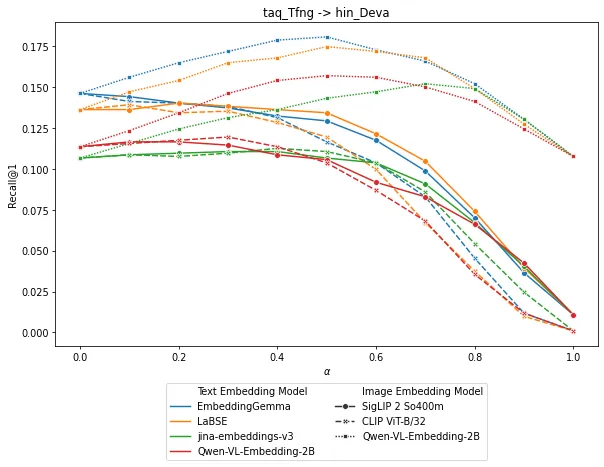 taq_Tfng -> hin_Deva
0.175
0.150
0.125
0.100
0.075
0.050
0.025
0.000
Recall@1
0.0 0.2 0.4 0.6 0.8 1.0
α
Text Embedding Model
EmbeddingGemma
LaBSE
jina-embeddings-v3
Qwen-VL-Embedding-2B
Image Embedding Model
SigLIP 2 So400m
CLIP ViT-B/32
Qwen-VL-Embedding-2B